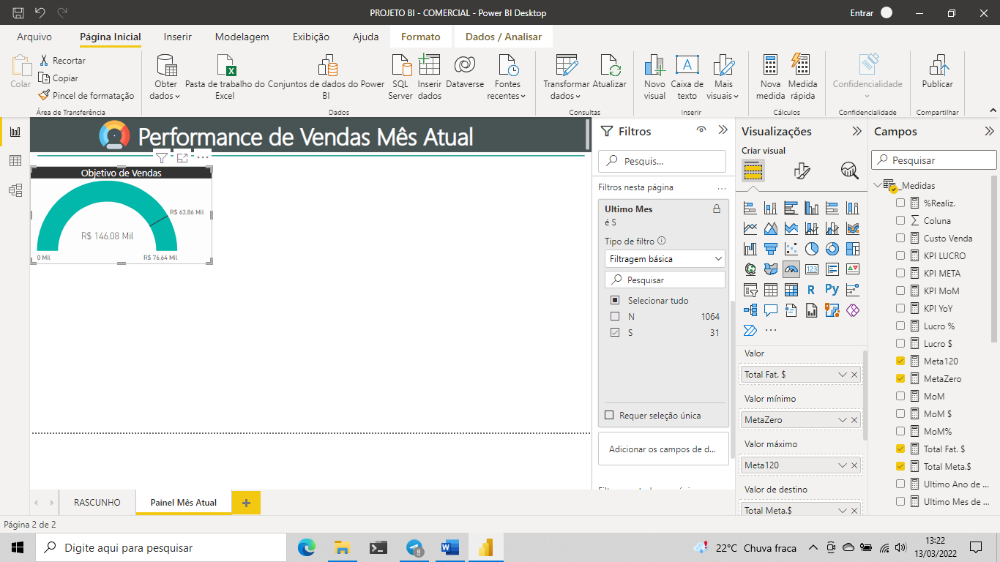 PROJETO BI - COMERCIAL - Power BI Desktop
Entrar
Arquivo
Página Inicial
Inserir
Modelagem
Exibição
Ajuda
Formato
Dados / Analisar
Colar
Recortar
Copiar
Pincel de formatação
Área de Transferência
Obter
dados
Pasta de trabalho do
Excel
Conjuntos de dados do Power
BI
SQL
Server
Inserir
dados
Dataverse
Fontes
recentes
Dados
Transformar
dados
Atualizar
Consultas
Novo
visual
Caixa de
texto
Mais
visuais
Inserir
Nova
medida
Medida
rápida
Cálculos
Confidencialidade
Confidencialidade
Publicar
Compartilhar
Performance de Vendas Mês Atual
Objetivo de Vendas
R$ 63,86 Mil
R$ 146,08 Mil
0 Mil
R$ 76,64 Mil
Filtros
Pesquis...
Filtros nesta página
Ultimo Mes
é S
Tipo de filtro
Filtragem básica
Pesquisar
Selecionar tudo
N 1064
S 31
Requer seleção única
Adicionar os campos de d...
Visualizações
Criar visual
123
R
Py
Valor
Total Fat. $
Valor mínimo
MetaZero
Valor máximo
Meta120
Valor de destino
Total Meta.$
Campos
Pesquisar
_Medidas
%Realiz.
Coluna
Custo Venda
KPI LUCRO
KPI META
KPI MoM
KPI YoY
Lucro %
Lucro $
Meta120
MetaZero
MoM
MoM $
MoM%
Total Fat. $
Total Meta.$
Ultimo Ano de ...
Ultimo Mes de ...
RASCUNHO
Painel Mês Atual
Página 2 de 2
Digite aqui para pesquisar
8
22°C Chuva fraca
13:22
13/03/2022